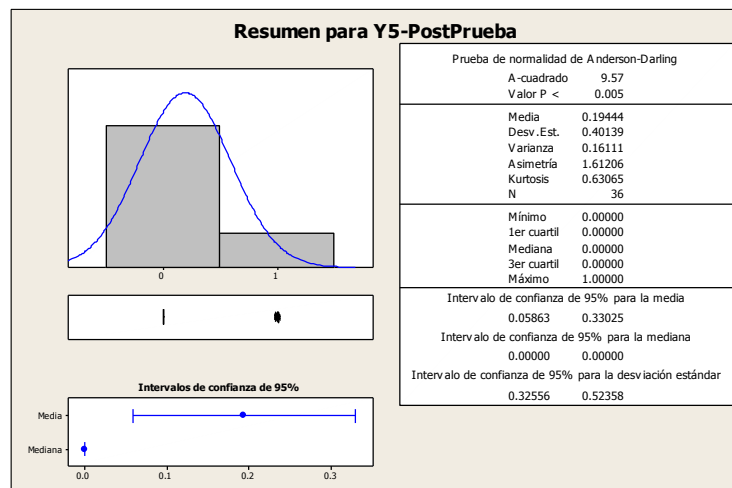 Resumen para Y5-PostPrueba
0 1
Intervalos de confianza de 95%
Media
Mediana
0.0 0.1 0.2 0.3
Prueba de normalidad de Anderson-Darling
A-cuadrado 9.57
Valor P < 0.005
Media 0.19444
Desv.Est. 0.40139
Varianza 0.16111
Asimetría 1.61206
Kurtosis 0.63065
N 36
Mínimo 0.00000
1er cuartil 0.00000
Mediana 0.00000
3er cuartil 0.00000
Máximo 1.00000
Intervalo de confianza de 95% para la media
0.05863 0.33025
Intervalo de confianza de 95% para la mediana
0.00000 0.00000
Intervalo de confianza de 95% para la desviación estándar
0.32556 0.52358